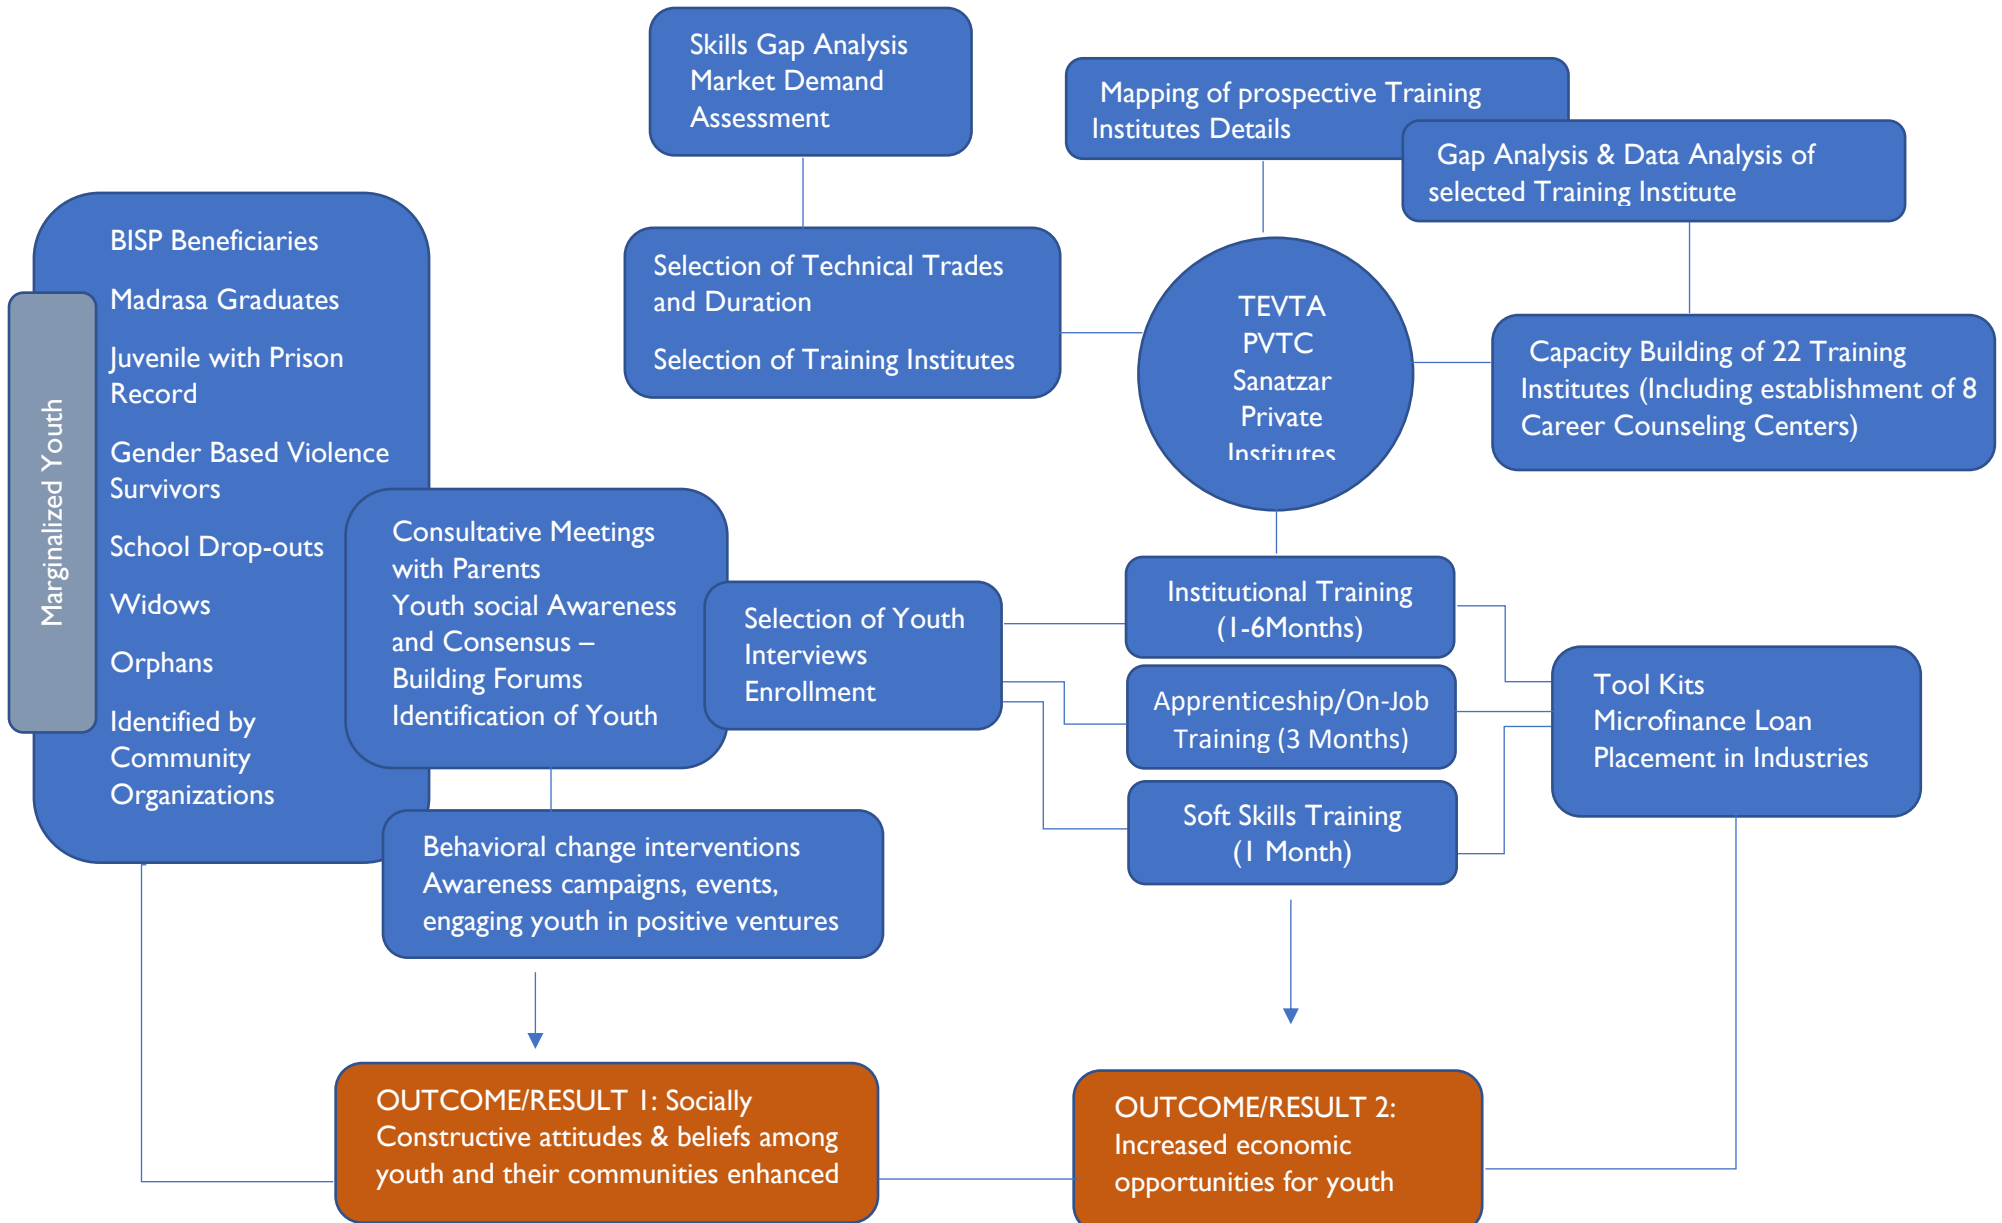 Skills Gap Analysis
Market Demand
Assessment
Mapping of prospective Training
Institutes Details
Gap Analysis & Data Analysis of
selected Training Institute
Selection of Technical Trades
and Duration
Selection of Training Institutes
TEVTA
PVTC
Sanatzar
Private
Institutes
Capacity Building of 22 Training
Institutes (Including establishment of 8
Career Counseling Centers)
Marginalized Youth
BISP Beneficiaries
Madrasa Graduates
Juvenile with Prison
Record
Gender Based Violence
Survivors
School Drop-outs
Widows
Orphans
Identified by
Community
Organizations
Consultative Meetings
with Parents
Youth social Awareness
and Consensus –
Building Forums
Identification of Youth
Selection of Youth
Interviews
Enrollment
Institutional Training
(1-6Months)
Apprenticeship/On-Job
Training (3 Months)
Soft Skills Training
(1 Month)
Tool Kits
Microfinance Loan
Placement in Industries
Behavioral change interventions
Awareness campaigns, events,
engaging youth in positive ventures
OUTCOME/RESULT 1: Socially
Constructive attitudes & beliefs among
youth and their communities enhanced
OUTCOME/RESULT 2:
Increased economic
opportunities for youth